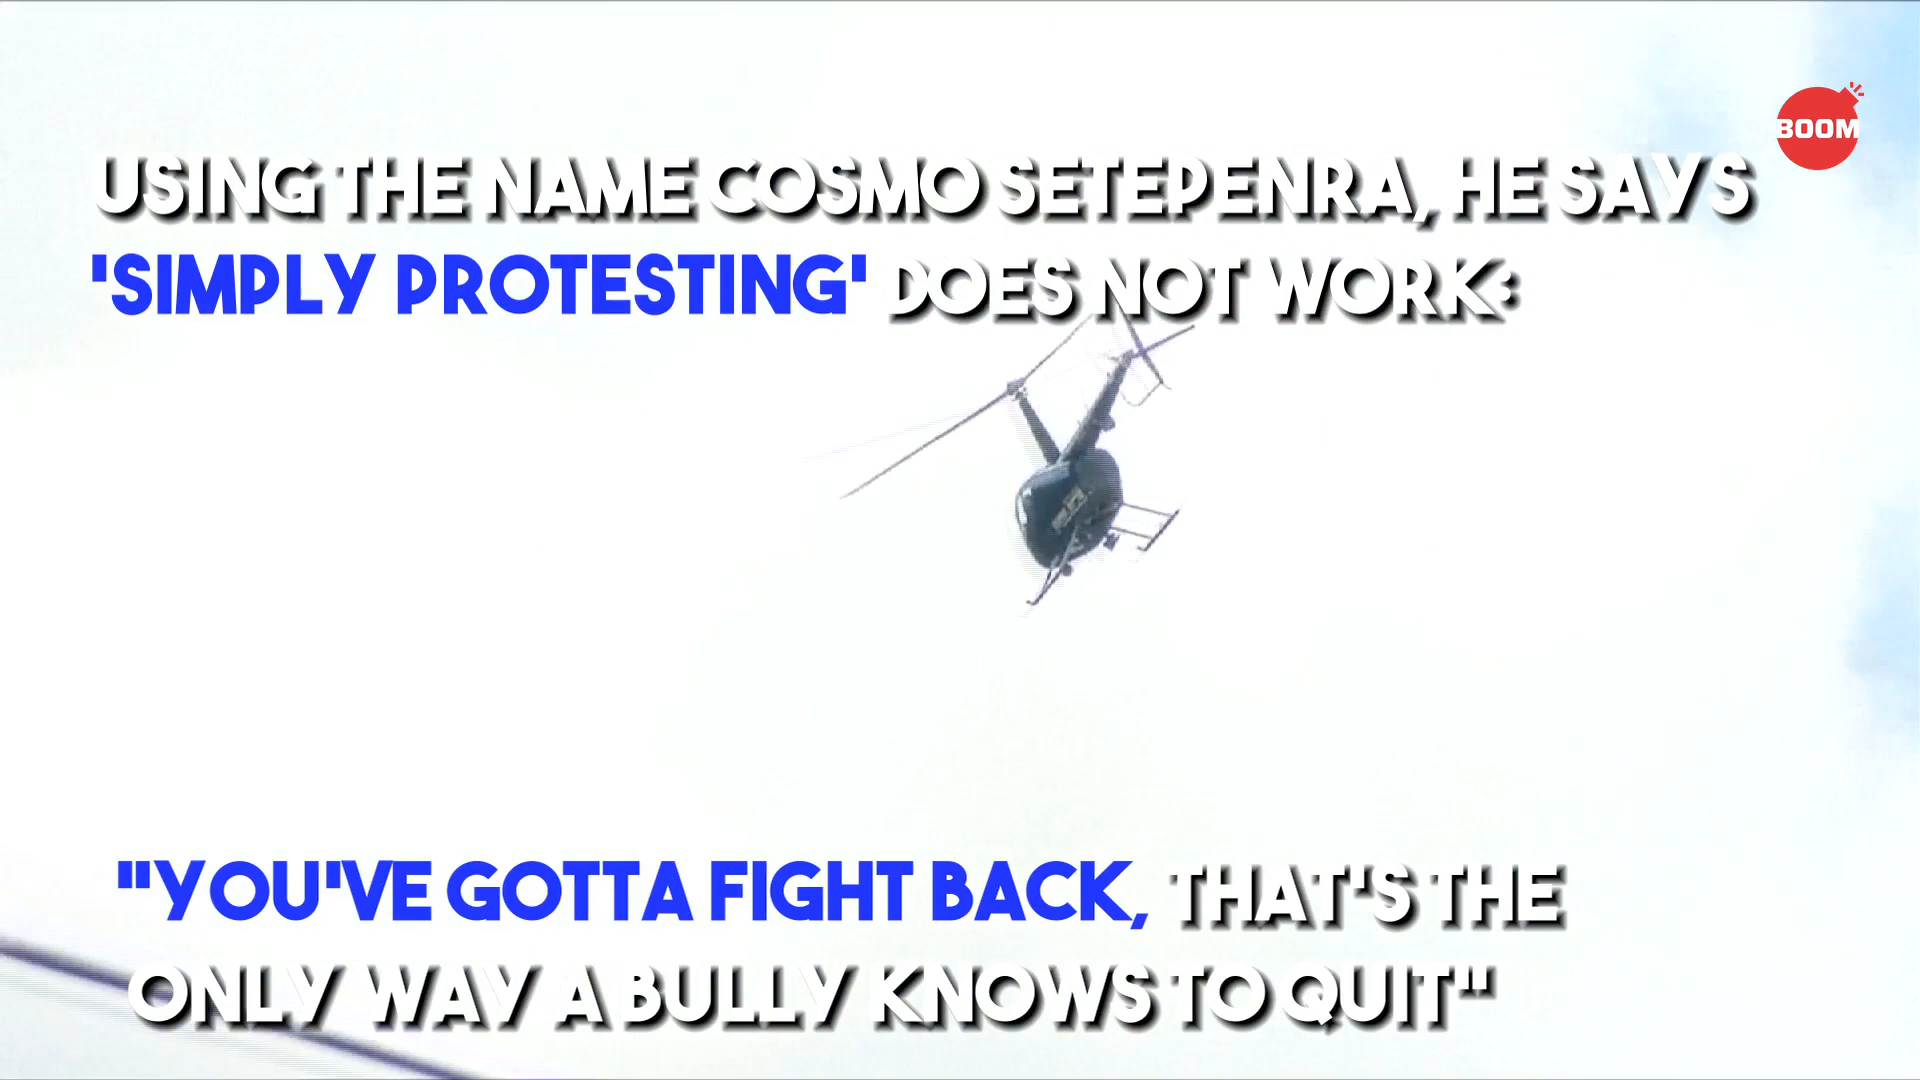 BOOM
USING THE NAME COSMO SETEPENRA, HE SAYS
'SIMPLY PROTESTING' DOES NOT WORK:
"YOU'VE GOTTA FIGHT BACK, THAT'S THE
ONLY WAY A BULLY KNOWS TO QUIT"